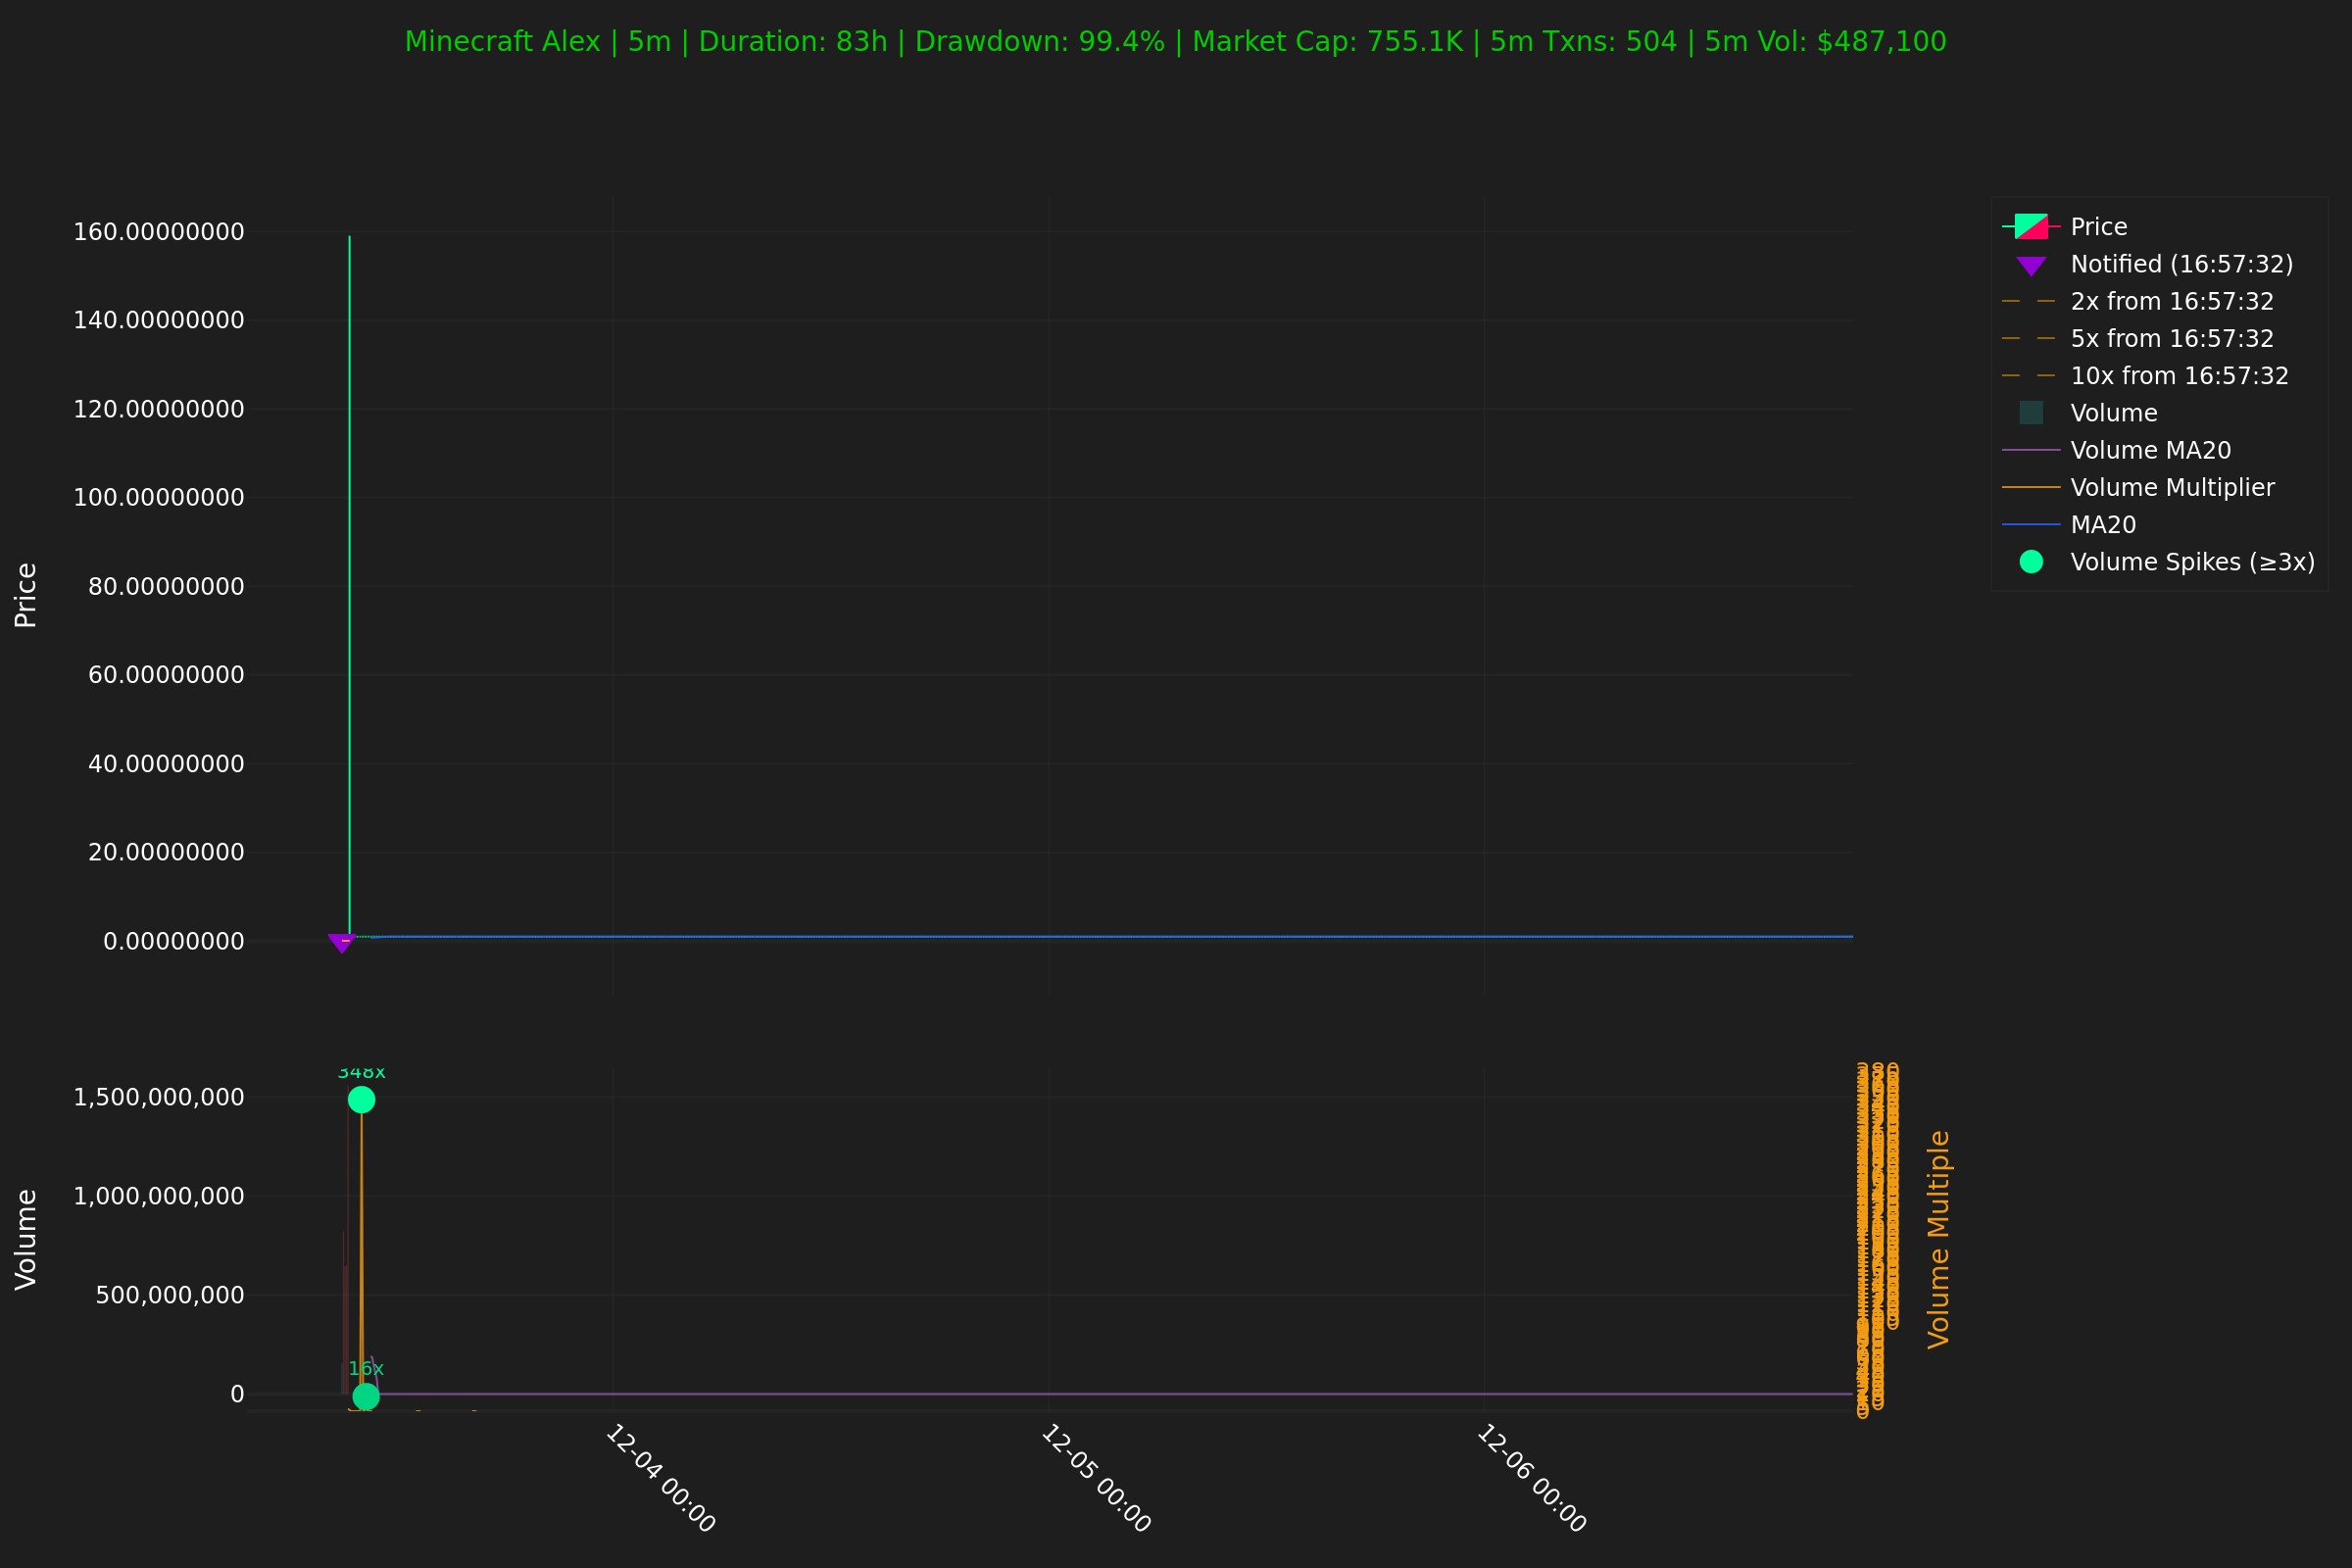 Minecraft Alex | 5m | Duration: 83h | Drawdown: 99.4% | Market Cap: 755.1K | 5m Txns: 504 | 5m Vol: $487,100
Price
160.00000000
140.00000000
120.00000000
100.00000000
80.00000000
60.00000000
40.00000000
20.00000000
0.00000000
Price
Notified (16:57:32)
2x from 16:57:32
5x from 16:57:32
10x from 16:57:32
Volume
Volume MA20
Volume Multiplier
MA20
Volume Spikes (≥3x)
Volume
1,500,000,000
1,000,000,000
500,000,000
0
348x
16x
Volume Multiple
12-04 00:00
12-05 00:00
12-06 00:00